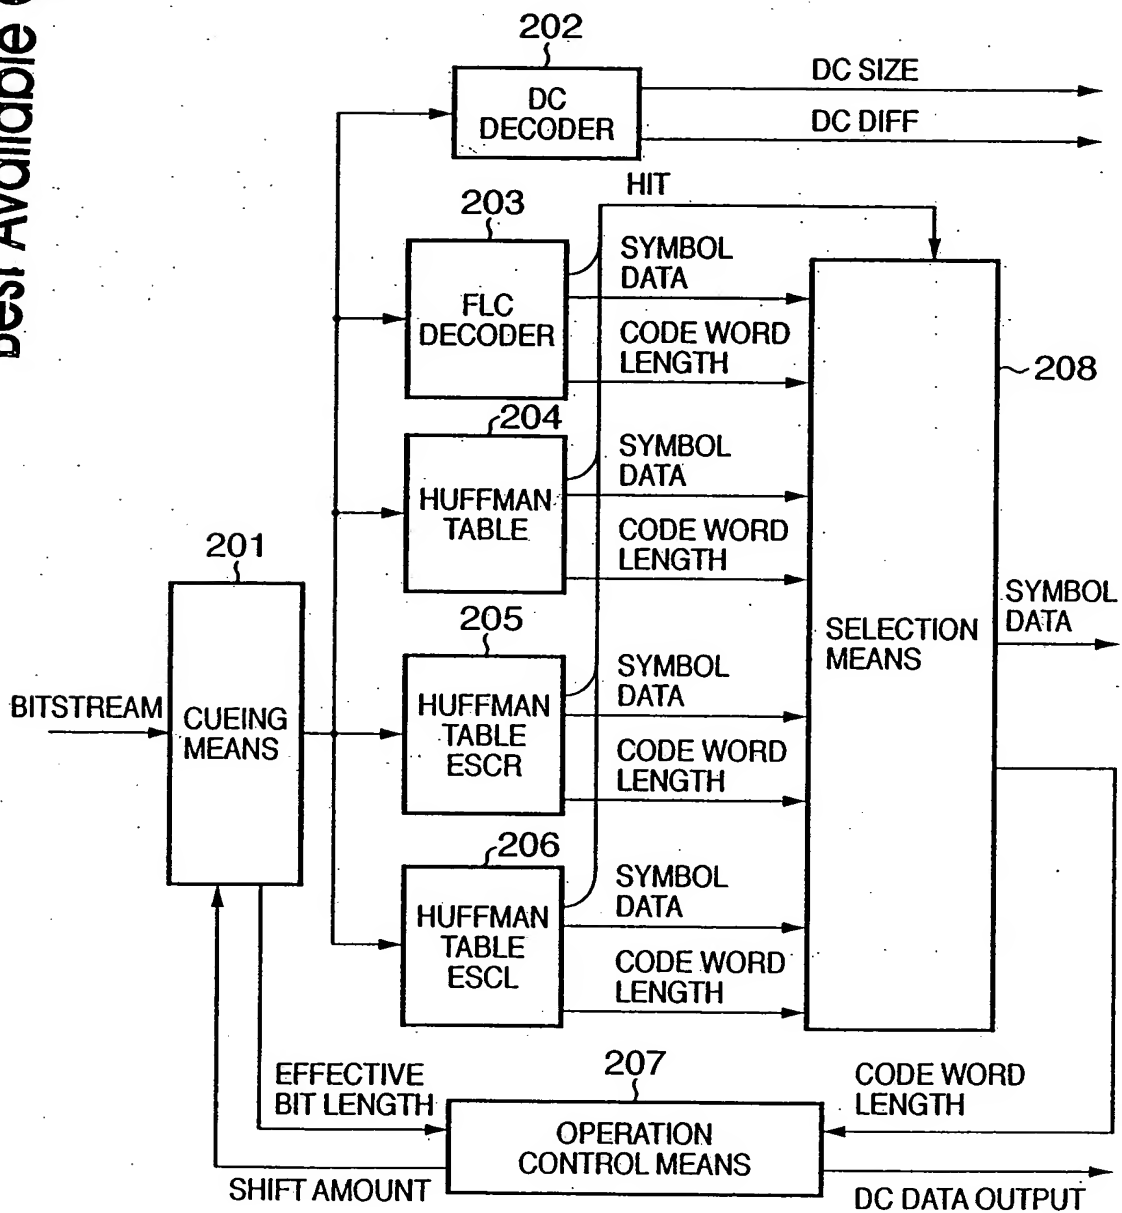 Best Available
202
DC
DECODER
DC SIZE
DC DIFF
HIT
203
FLC
DECODER
SYMBOL
DATA
CODE WORD
LENGTH
208
204
HUFFMAN
TABLE
SYMBOL
DATA
CODE WORD
LENGTH
201
BITSTREAM
CUEING
MEANS
SELECTION
MEANS
SYMBOL
DATA
205
HUFFMAN
TABLE
ESCR
SYMBOL
DATA
CODE WORD
LENGTH
206
HUFFMAN
TABLE
ESCL
SYMBOL
DATA
CODE WORD
LENGTH
EFFECTIVE
BIT LENGTH
207
OPERATION
CONTROL MEANS
CODE WORD
LENGTH
SHIFT AMOUNT
DC DATA OUTPUT